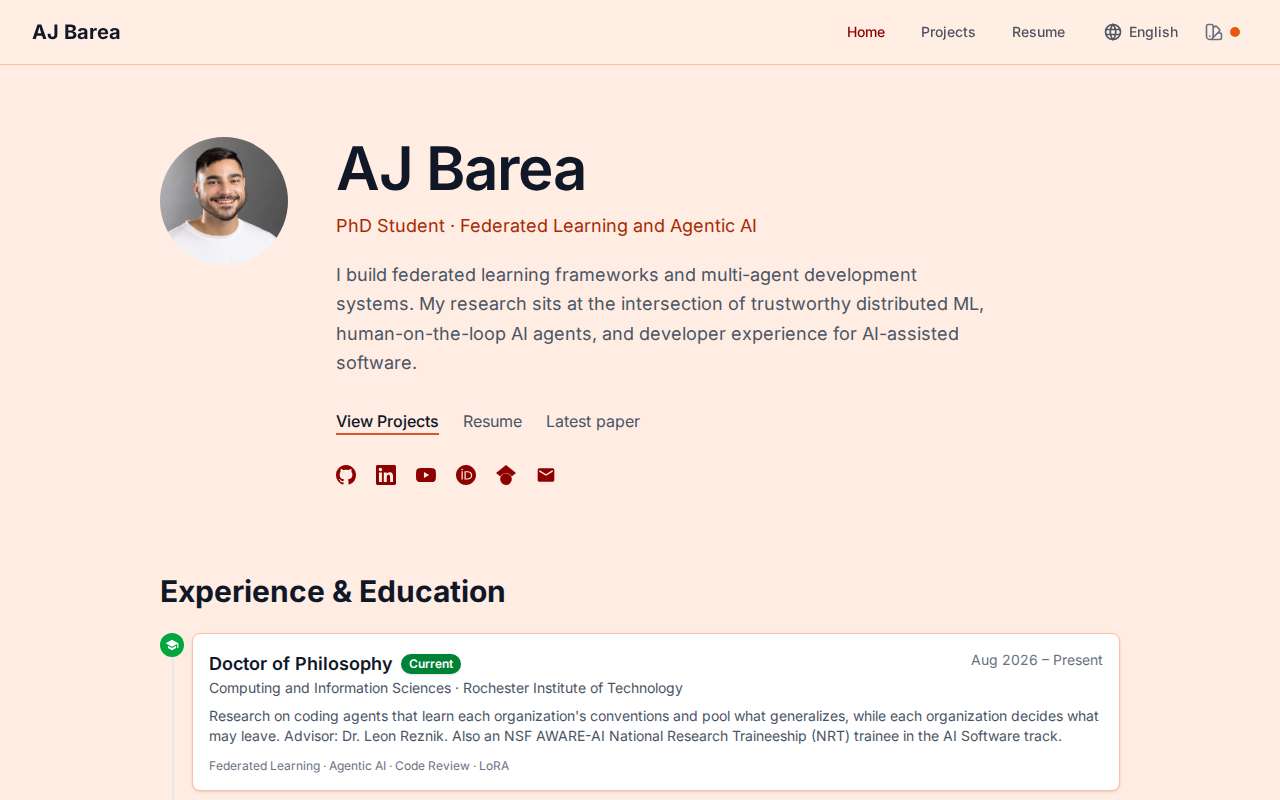 AJ Barea
Home
Projects
Resume
English
AJ Barea
PhD Student · Federated Learning and Agentic AI
I build federated learning frameworks and multi-agent development
systems. My research sits at the intersection of trustworthy distributed ML,
human-on-the-loop AI agents, and developer experience for AI-assisted
software.
View Projects
Resume
Latest paper
Experience & Education
Doctor of Philosophy
Current
Aug 2026 – Present
Computing and Information Sciences · Rochester Institute of Technology
Research on coding agents that learn each organization's conventions and pool what generalizes, while each organization decides what
may leave. Advisor: Dr. Leon Reznik. Also an NSF AWARE-AI National Research Traineeship (NRT) trainee in the AI Software track.
Federated Learning · Agentic AI · Code Review · LoRA